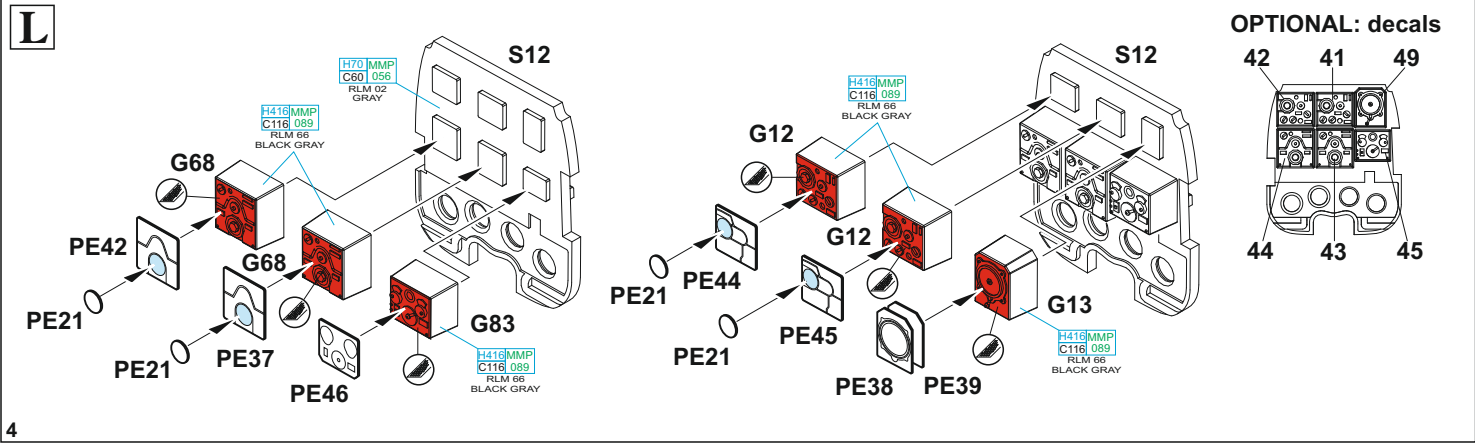 L
S12
H70 MMP
C60 056
RLM 02
GRAY
H416 MMP
C116 089
RLM 66
BLACK GRAY
G68
PE42
G68
PE21
PE21
PE37
PE46
G83
H416 MMP
C116 089
RLM 66
BLACK GRAY
S12
H416 MMP
C116 089
RLM 66
BLACK GRAY
G12
G12
PE44
PE21
PE45
PE21
G13
PE38
PE39
H416 MMP
C116 089
RLM 66
BLACK GRAY
OPTIONAL: decals
42 41 49
44 43 45
4